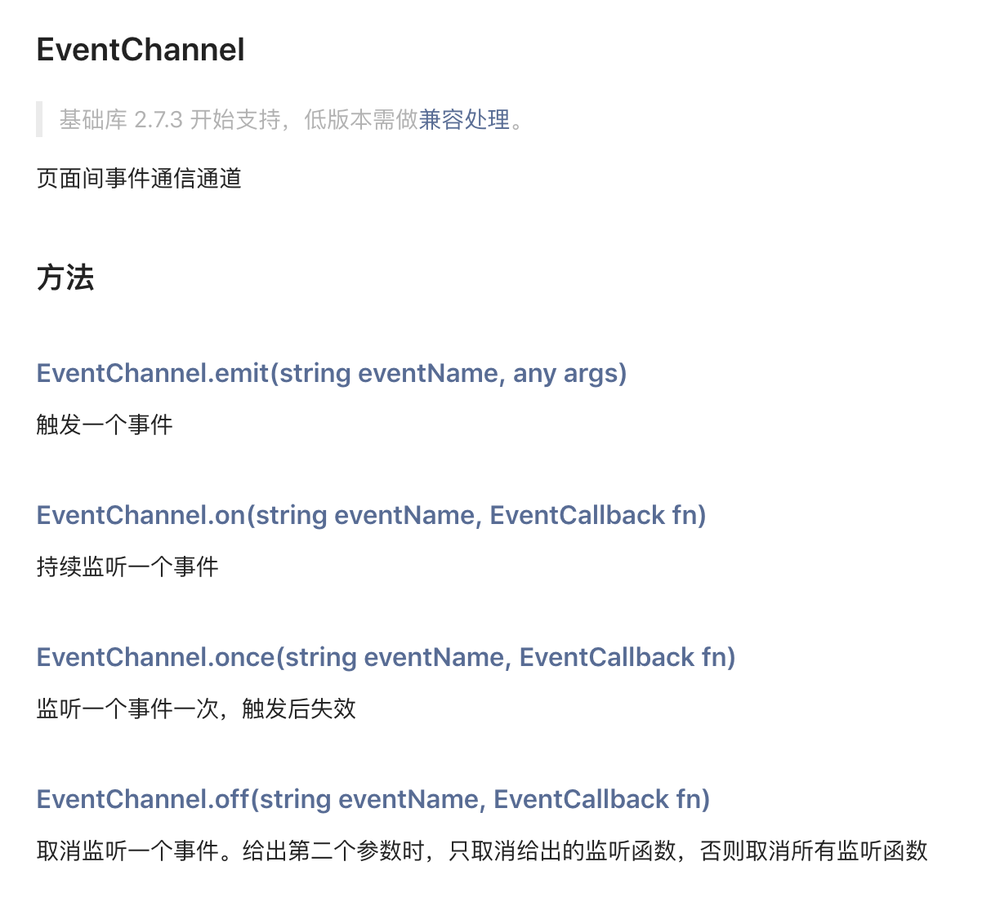 EventChannel
基础库 2.7.3 开始支持，低版本需做兼容处理。
页面间事件通信通道
方法
EventChannel.emit(string eventName, any args)
触发一个事件
EventChannel.on(string eventName, EventCallback fn)
持续监听一个事件
EventChannel.once(string eventName, EventCallback fn)
监听一个事件一次，触发后失效
EventChannel.off(string eventName, EventCallback fn)
取消监听一个事件。给出第二个参数时，只取消给出的监听函数，否则取消所有监听函数